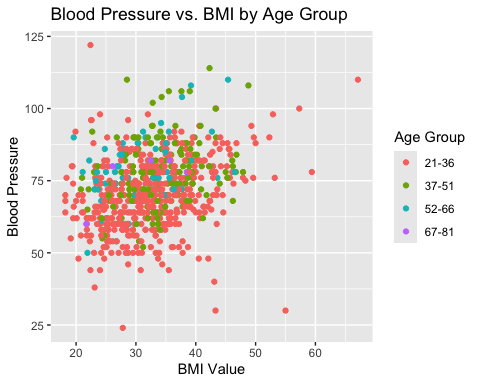 Blood Pressure vs. BMI by Age Group
125
100
75
50
25
Blood Pressure
20 30 40 50 60
BMI Value
Age Group
21-36
37-51
52-66
67-81